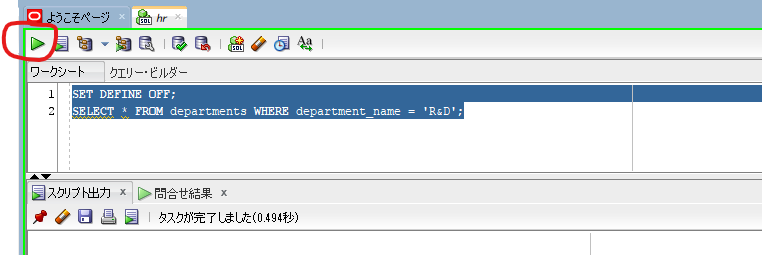 ようこそページ × hr ×
SQL Aa
ワークシート クエリー・ビルダー
1 SET DEFINE OFF;
2 SELECT * FROM departments WHERE department_name = 'R&D';
スクリプト出力 × 問合せ結果 ×
タスクが完了しました(0.494秒)